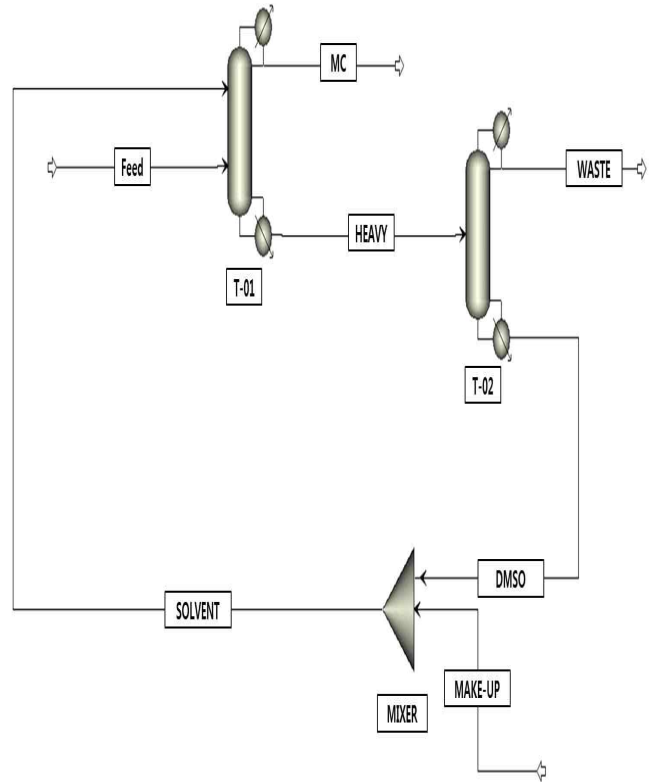 MC
Feed
WASTE
HEAVY
T-01
T-02
DMSO
SOLVENT
MAKE-UP
MIXER